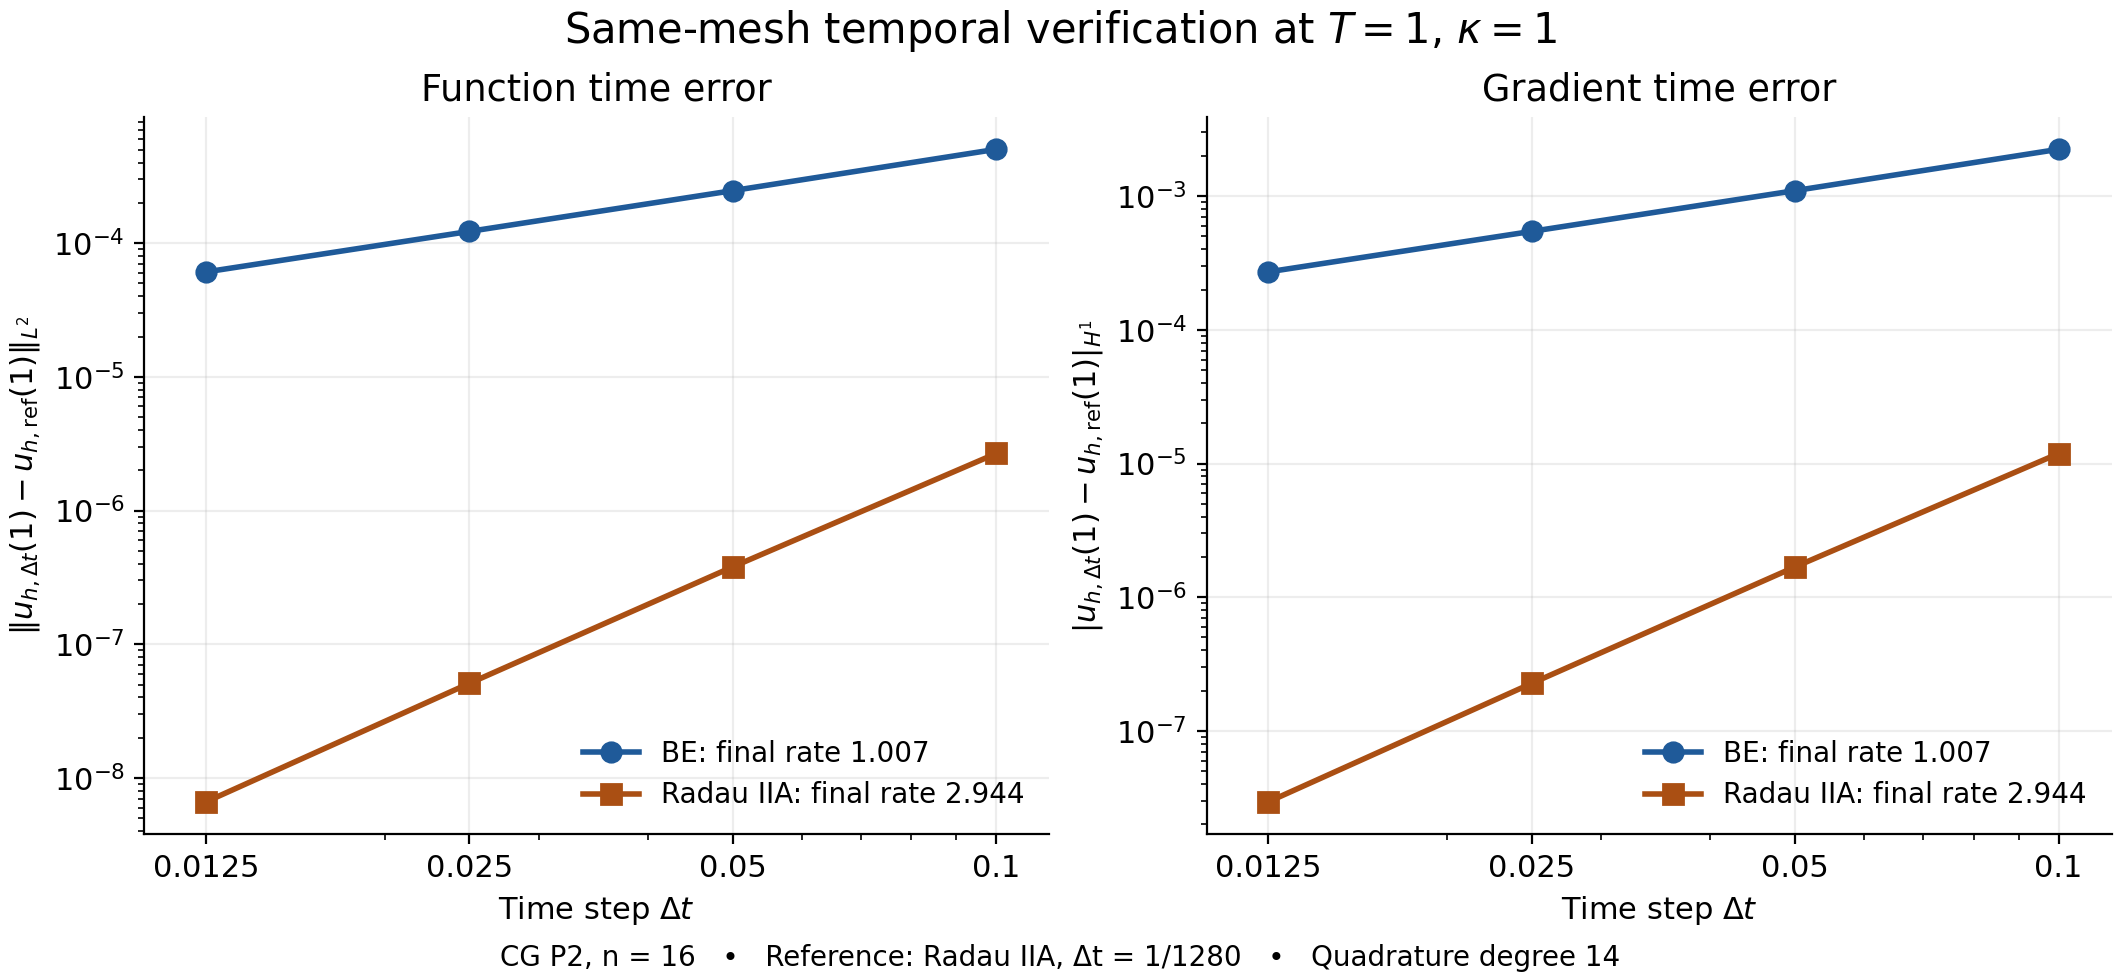 Same-mesh temporal verification at T = 1, κ = 1
Function time error
10⁻⁴
10⁻⁵
10⁻⁶
10⁻⁷
10⁻⁸
‖u_{h,Δt}(1) − u_{h,ref}(1)‖_{L²}
BE: final rate 1.007
Radau IIA: final rate 2.944
0.0125 0.025 0.05 0.1
Time step Δt
Gradient time error
10⁻³
10⁻⁴
10⁻⁵
10⁻⁶
10⁻⁷
|u_{h,Δt}(1) − u_{h,ref}(1)|_{H¹}
BE: final rate 1.007
Radau IIA: final rate 2.944
0.0125 0.025 0.05 0.1
Time step Δt
CG P2, n = 16 • Reference: Radau IIA, Δt = 1/1280 • Quadrature degree 14